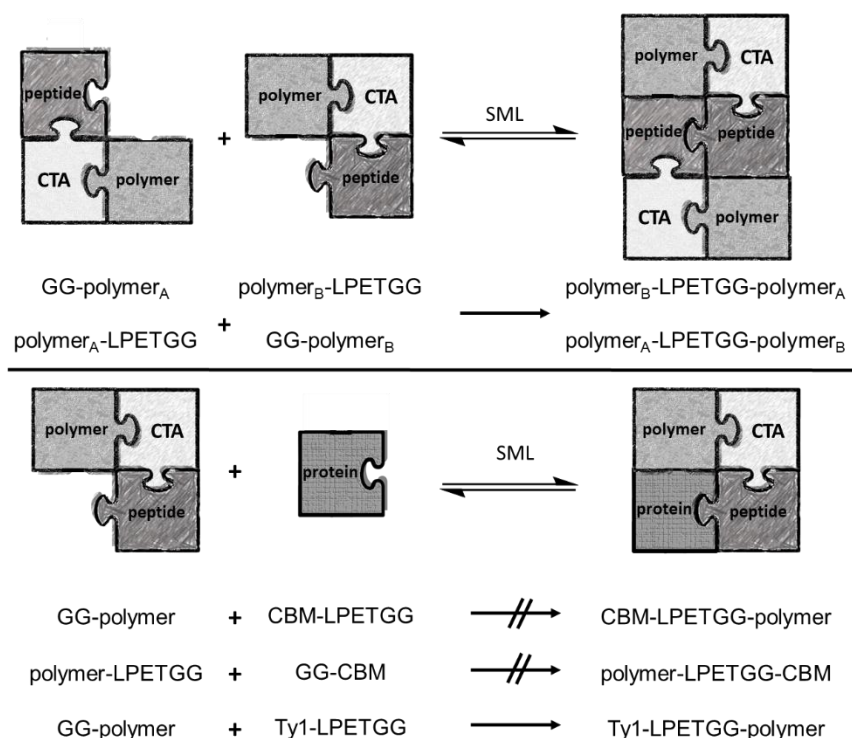 peptide
CTA
polymer
+
polymer
CTA
peptide
SML
polymer
CTA
peptide
peptide
CTA
polymer
GG-polymerA
polymerB-LPETGG
polymerB-LPETGG-polymerA
polymerA-LPETGG
+
GG-polymerB
polymerA-LPETGG-polymerB
polymer
CTA
peptide
+
protein
SML
polymer
CTA
protein
peptide
GG-polymer + CBM-LPETGG CBM-LPETGG-polymer
polymer-LPETGG + GG-CBM polymer-LPETGG-CBM
GG-polymer + Ty1-LPETGG Ty1-LPETGG-polymer